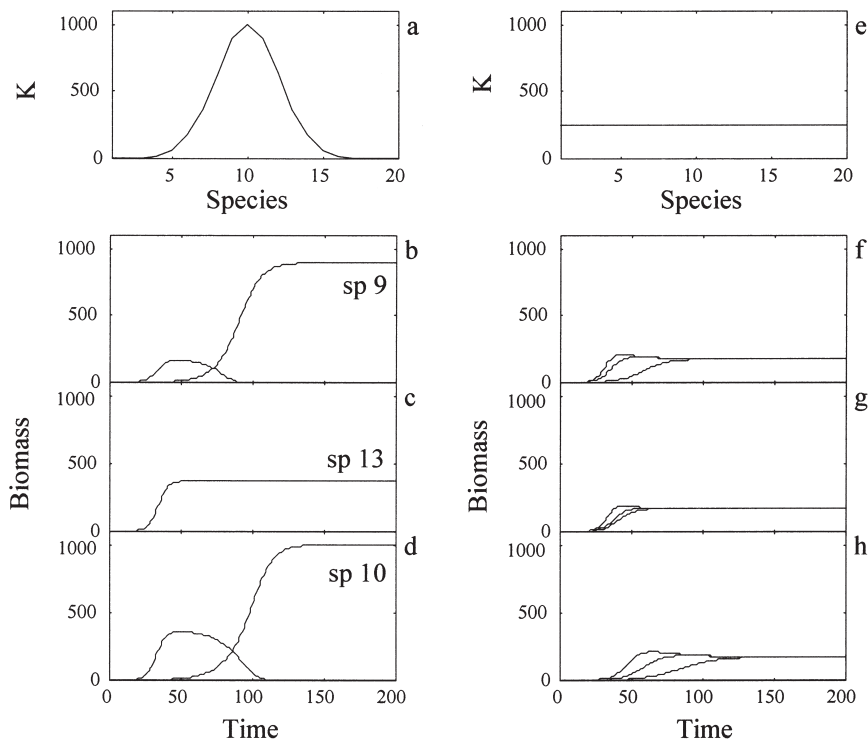 1000 a
K
500
0
5 10 15 20
Species
1000 e
K
500
0
5 10 15 20
Species
1000 b
500
sp 9
0
1000 c
500
sp 13
0
1000 d
sp 10
500
0
Biomass
0 50 100 150 200
Time
1000 f
500
0
1000 g
500
0
1000 h
500
0
Biomass
0 50 100 150 200
Time